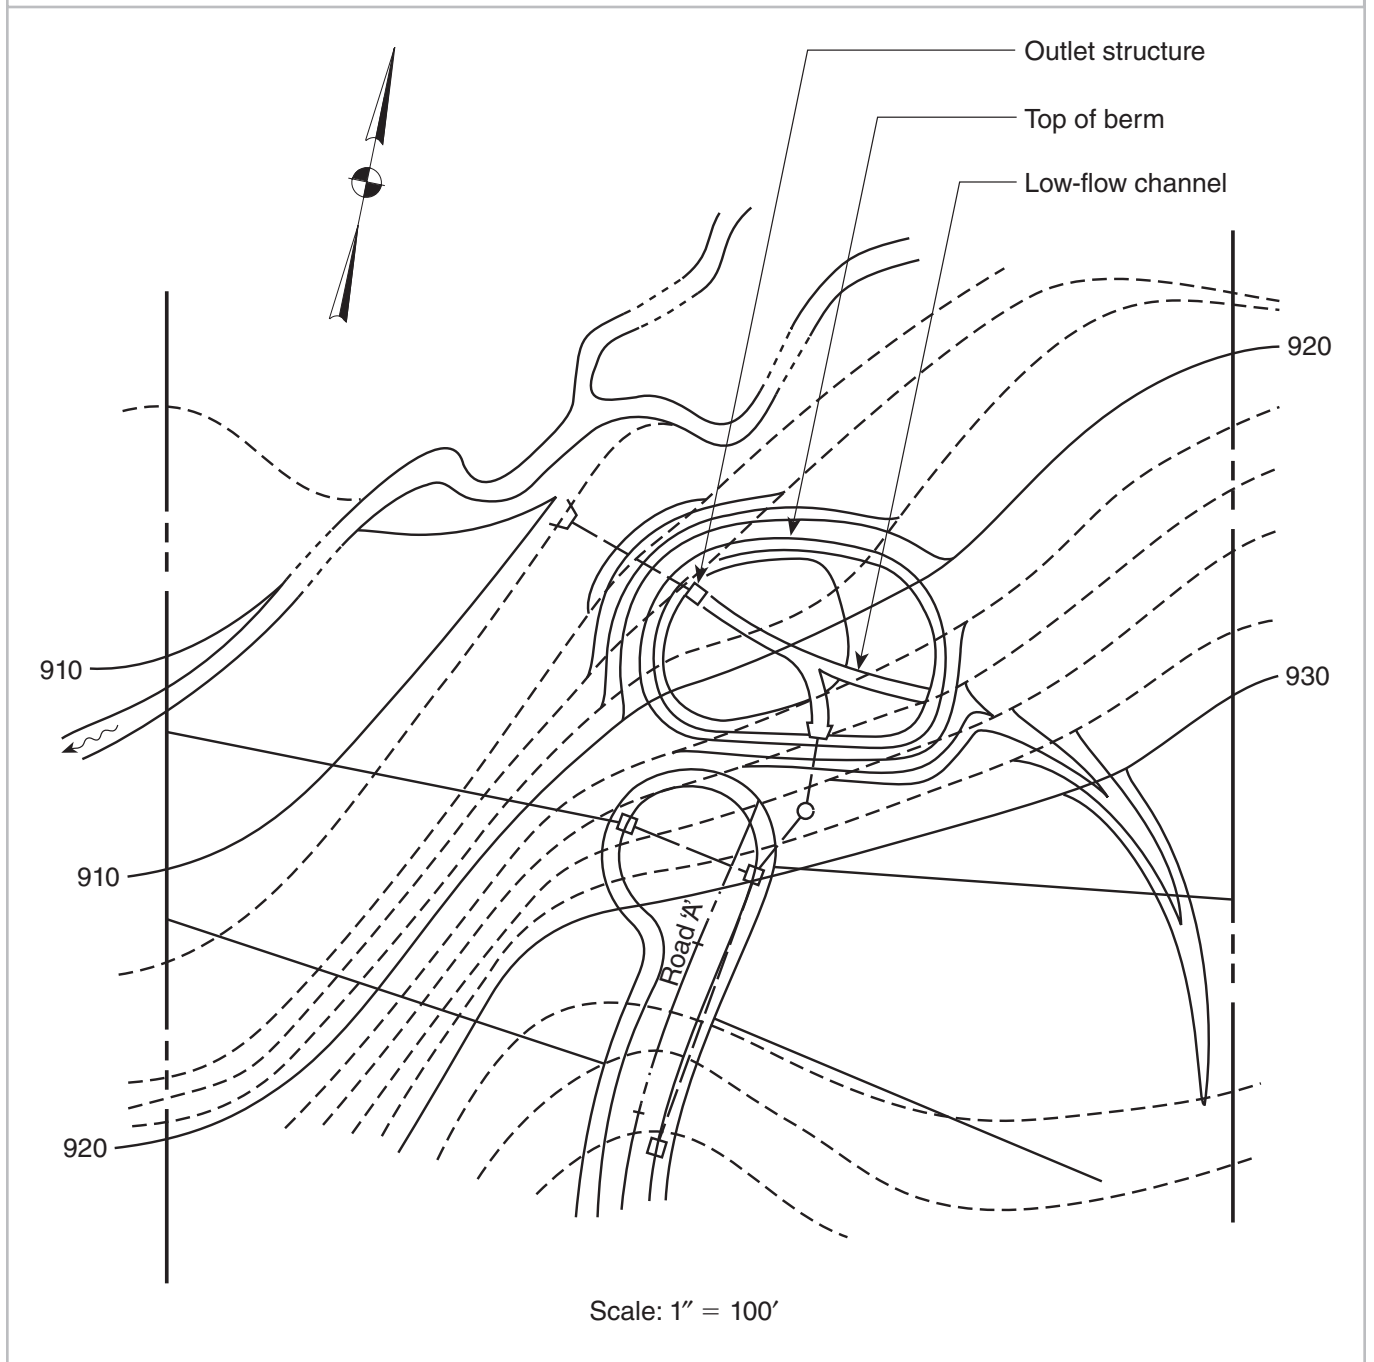 Outlet structure
Top of berm
Low-flow channel
920
910
930
910
Road ‘A’
920
Scale: 1″ = 100′